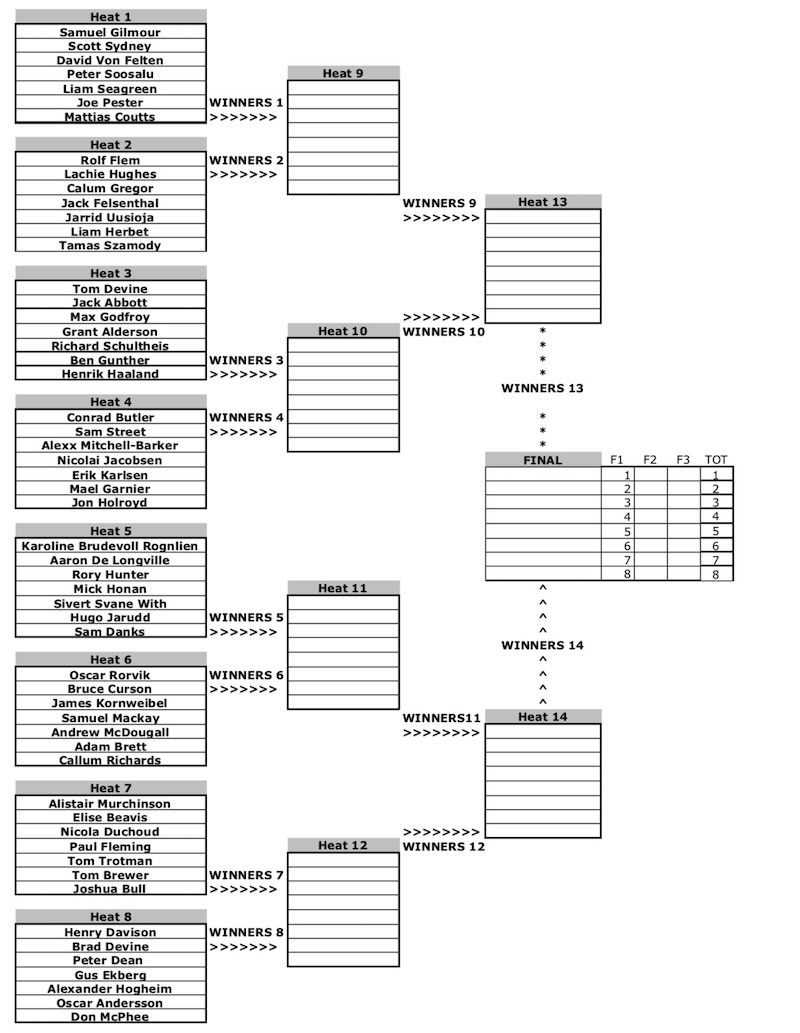 Heat 1
Samuel Gilmour
Scott Sydney
David Von Felten
Peter Soosalu
Liam Seagreen
Joe Pester
Mattias Coutts
WINNERS 1
>>>>>>>
Heat 2
Rolf Flem
Lachie Hughes
Calum Gregor
Jack Felsenthal
Jarrid Uusioja
Liam Herbet
Tamas Szamody
WINNERS 2
>>>>>>>
Heat 9
WINNERS 9
>>>>>>>>
Heat 3
Tom Devine
Jack Abbott
Max Godfroy
Grant Alderson
Richard Schultheis
Ben Gunther
Henrik Haaland
WINNERS 3
>>>>>>>
Heat 4
Conrad Butler
Sam Street
Alexx Mitchell-Barker
Nicolai Jacobsen
Erik Karlsen
Mael Garnier
Jon Holroyd
WINNERS 4
>>>>>>>
Heat 10
>>>>>>>>
WINNERS 10
Heat 13
*
*
*
*
WINNERS 13
*
*
*
FINAL F1 F2 F3 TOT
1 1
2 2
3 3
4 4
5 5
6 6
7 7
8 8
^
^
^
^
WINNERS 14
^
^
^
^
Heat 5
Karoline Brudevoll Rognlien
Aaron De Longville
Rory Hunter
Mick Honan
Sivert Svane With
Hugo Jarudd
Sam Danks
WINNERS 5
>>>>>>>
Heat 6
Oscar Rorvik
Bruce Curson
James Kornweibel
Samuel Mackay
Andrew McDougall
Adam Brett
Callum Richards
WINNERS 6
>>>>>>>
Heat 11
WINNERS11
>>>>>>>>
Heat 14
Heat 7
Alistair Murchinson
Elise Beavis
Nicola Duchoud
Paul Fleming
Tom Trotman
Tom Brewer
Joshua Bull
WINNERS 7
>>>>>>>
Heat 8
Henry Davison
Brad Devine
Peter Dean
Gus Ekberg
Alexander Hogheim
Oscar Andersson
Don McPhee
WINNERS 8
>>>>>>>
Heat 12
>>>>>>>>
WINNERS 12